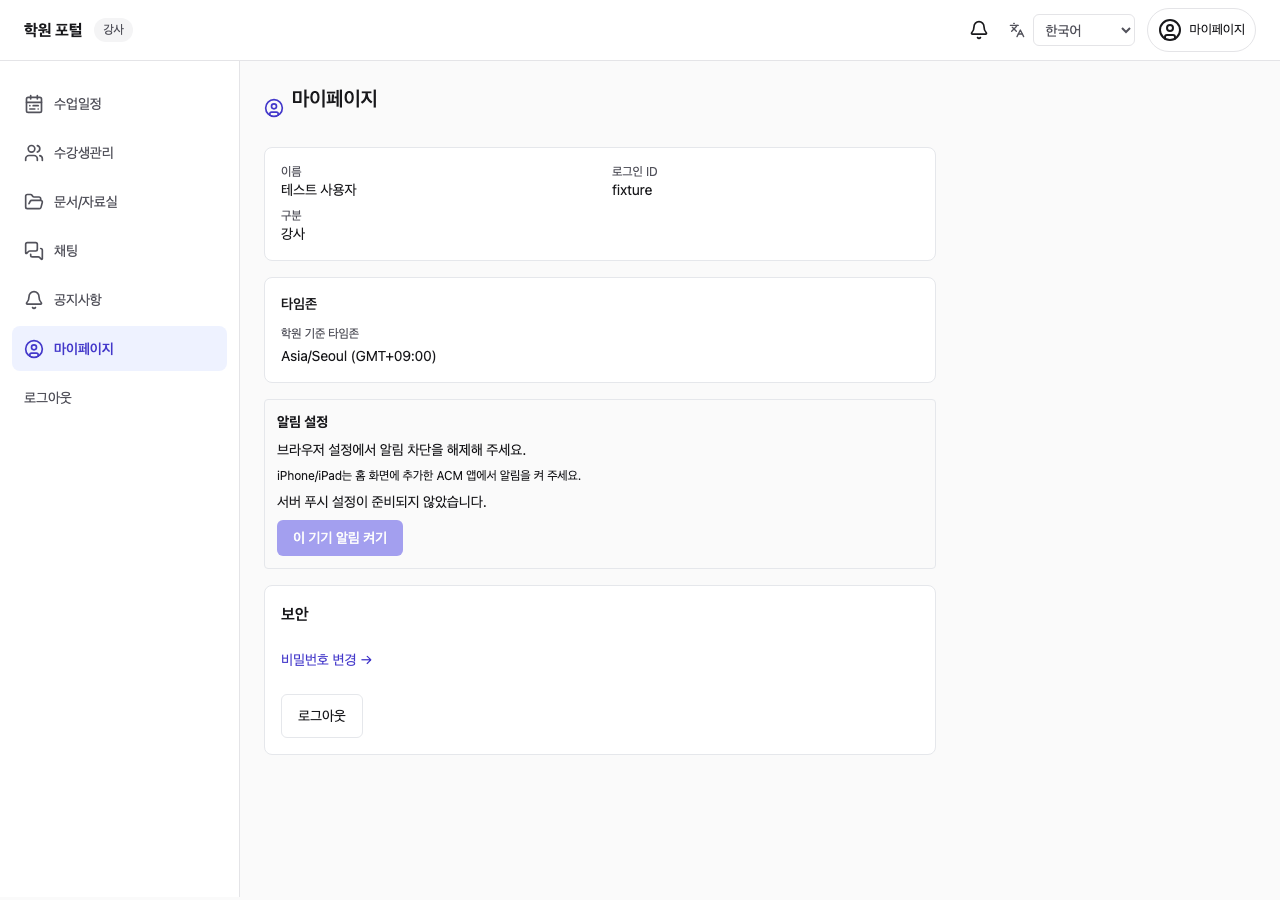 학원 포털
강사
한국어
마이페이지
수업일정
수강생관리
문서/자료실
채팅
공지사항
마이페이지
로그아웃
마이페이지
이름
테스트 사용자
로그인 ID
fixture
구분
강사
타임존
학원 기준 타임존
Asia/Seoul (GMT+09:00)
알림 설정
브라우저 설정에서 알림 차단을 해제해 주세요.
iPhone/iPad는 홈 화면에 추가한 ACM 앱에서 알림을 켜 주세요.
서버 푸시 설정이 준비되지 않았습니다.
이 기기 알림 켜기
보안
비밀번호 변경 →
로그아웃